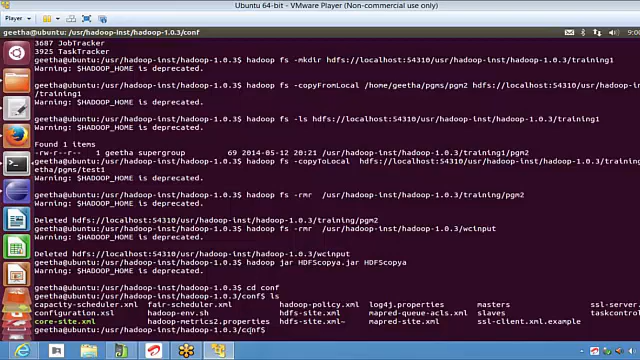 Ubuntu 64-bit - VMware Player (Non-commercial use only)
Player
geetha@ubuntu: /usr/hadoop-inst/hadoop-1.0.3/conf
9:00
3687 JobTracker
3925 TaskTracker
geetha@ubuntu:/usr/hadoop-inst/hadoop-1.0.3$ hadoop fs -mkdir hdfs://localhost:54310/usr/hadoop-inst/hadoop-1.0.3/training1
Warning: $HADOOP_HOME is deprecated.
geetha@ubuntu:/usr/hadoop-inst/hadoop-1.0.3$ hadoop fs -copyFromLocal /home/geetha/pgms/pgm2 hdfs://localhost:54310/usr/hadoop-in
/training1
Warning: $HADOOP_HOME is deprecated.
geetha@ubuntu:/usr/hadoop-inst/hadoop-1.0.3$ hadoop fs -ls hdfs://localhost:54310/usr/hadoop-inst/hadoop-1.0.3/training1
Warning: $HADOOP_HOME is deprecated.
Found 1 items
-rw-r--r-- 1 geetha supergroup 69 2014-05-12 20:21 /usr/hadoop-inst/hadoop-1.0.3/training1/pgm2
geetha@ubuntu:/usr/hadoop-inst/hadoop-1.0.3$ hadoop fs -copyToLocal hdfs://localhost:54310/usr/hadoop-inst/hadoop-1.0.3/training
etha/pgms/test1
Warning: $HADOOP_HOME is deprecated.
geetha@ubuntu:/usr/hadoop-inst/hadoop-1.0.3$ hadoop fs -rmr /usr/hadoop-inst/hadoop-1.0.3/training/pgm2
Warning: $HADOOP_HOME is deprecated.
Deleted hdfs://localhost:54310/usr/hadoop-inst/hadoop-1.0.3/training/pgm2
geetha@ubuntu:/usr/hadoop-inst/hadoop-1.0.3$ hadoop fs -rmr /usr/hadoop-inst/hadoop-1.0.3/wcinput
Warning: $HADOOP_HOME is deprecated.
Deleted hdfs://localhost:54310/usr/hadoop-inst/hadoop-1.0.3/wcinput
geetha@ubuntu:/usr/hadoop-inst/hadoop-1.0.3$ hadoop jar HDFScopya.jar HDFScopya
Warning: $HADOOP_HOME is deprecated.
geetha@ubuntu:/usr/hadoop-inst/hadoop-1.0.3$ cd conf
geetha@ubuntu:/usr/hadoop-inst/hadoop-1.0.3/conf$ ls
capacity-scheduler.xml fair-scheduler.xml hadoop-policy.xml log4j.properties masters ssl-server.
configuration.xsl hadoop-env.sh hdfs-site.xml mapred-queue-acls.xml slaves taskcontrol
core-site.xml hadoop-metrics2.properties hdfs-site.xml~ mapred-site.xml ssl-client.xml.example
geetha@ubuntu:/usr/hadoop-inst/hadoop-1.0.3/conf$